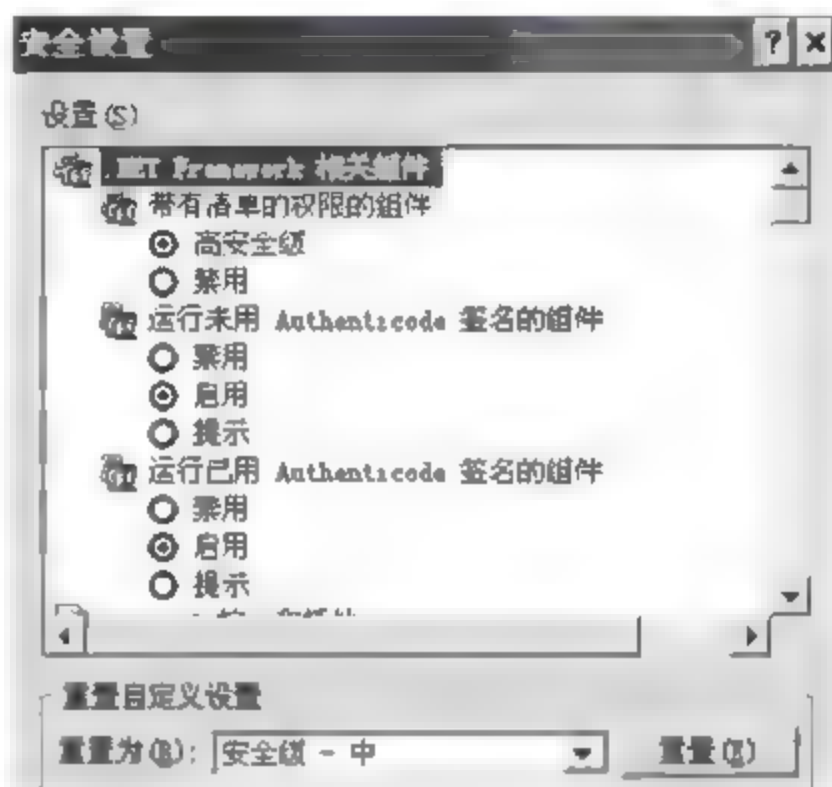 安全设置
设置(S)
.NET Framework 相关组件
带有清单的权限的组件
高安全级
禁用
运行未用 Authenticode 签名的组件
禁用
启用
提示
运行已用 Authenticode 签名的组件
禁用
启用
提示
重置自定义设置
重置为(R): 安全级 - 中 重置(E)